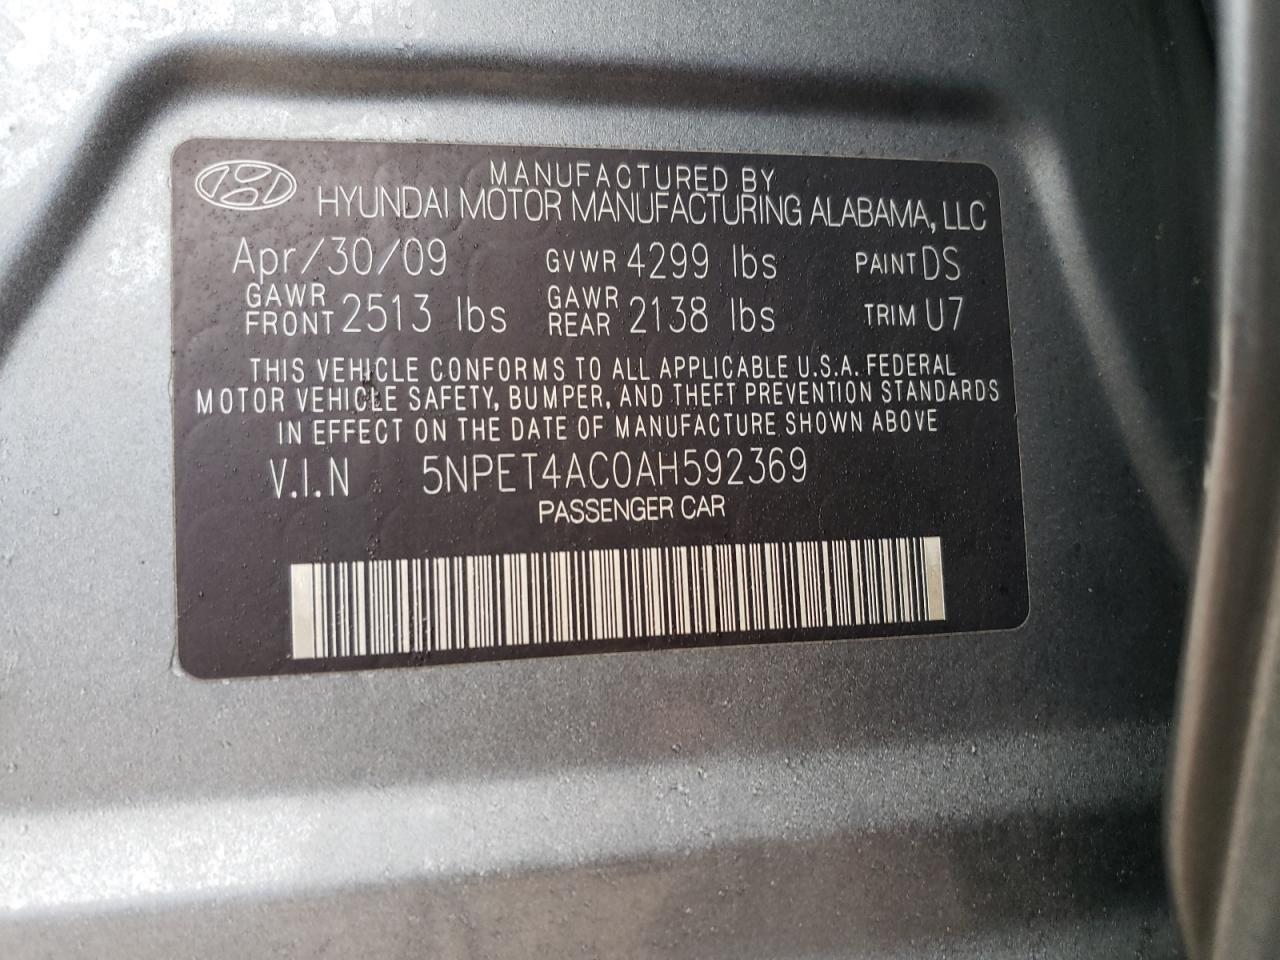 MANUFACTURED BY
HYUNDAI MOTOR MANUFACTURING ALABAMA, LLC
Apr/30/09 GVWR 4299 lbs PAINT DS
GAWR FRONT 2513 lbs GAWR REAR 2138 lbs TRIM U7
THIS VEHICLE CONFORMS TO ALL APPLICABLE U.S.A. FEDERAL
MOTOR VEHICLE SAFETY, BUMPER, AND THEFT PREVENTION STANDARDS
IN EFFECT ON THE DATE OF MANUFACTURE SHOWN ABOVE
V.I.N 5NPET4AC0AH592369
PASSENGER CAR